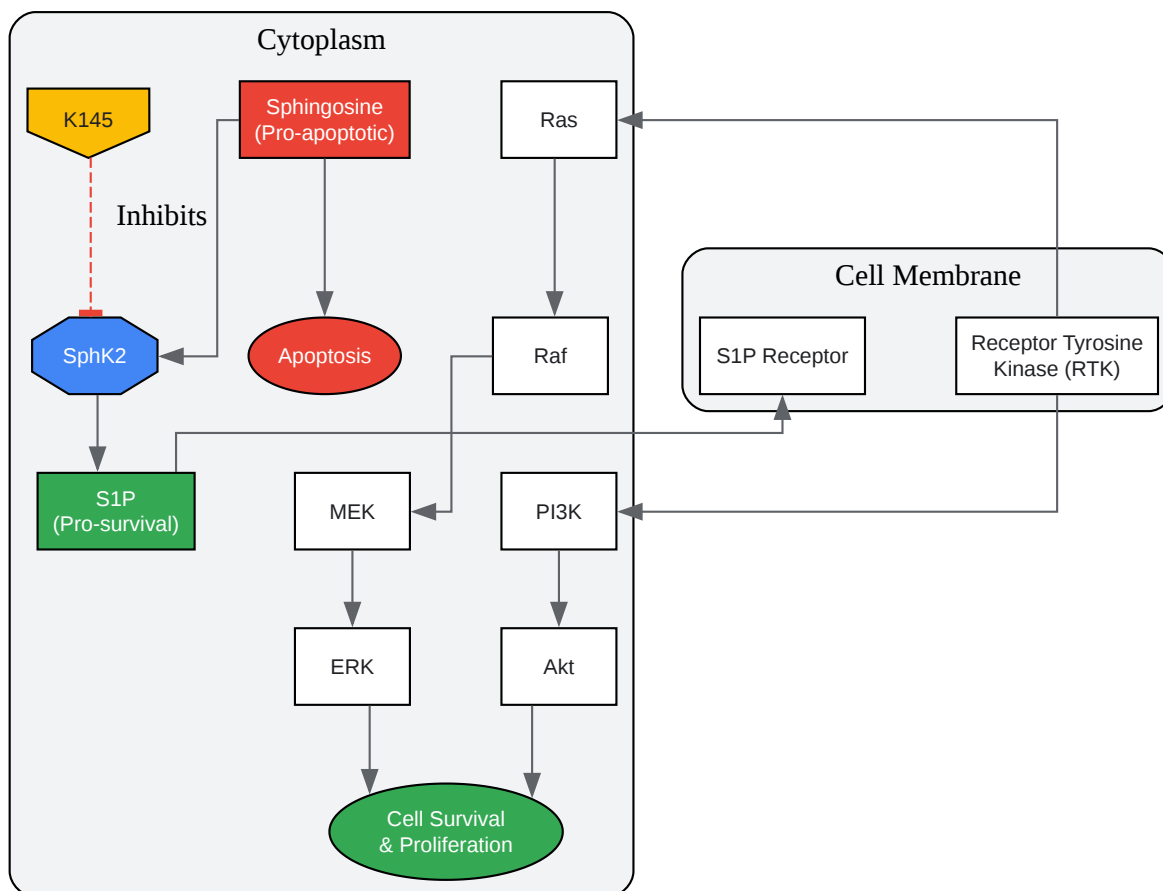 Cytoplasm
K145
Sphingosine
(Pro-apoptotic)
Ras
Inhibits
Cell Membrane
SphK2
Apoptosis
Raf
S1P Receptor
Receptor Tyrosine
Kinase (RTK)
S1P
(Pro-survival)
MEK
PI3K
ERK
Akt
Cell Survival
& Proliferation